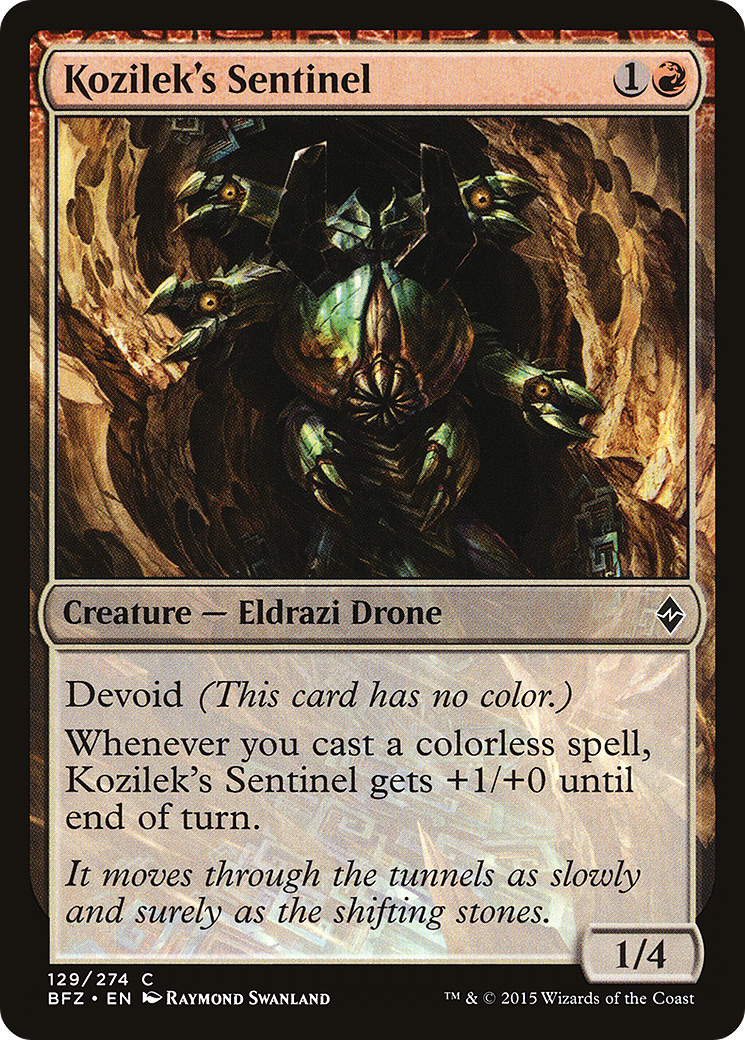 Kozilek's Sentinel 1
Creature — Eldrazi Drone
Devoid (This card has no color.)
Whenever you cast a colorless spell,
Kozilek's Sentinel gets +1/+0 until
end of turn.
It moves through the tunnels as slowly
and surely as the shifting stones.
1/4
129/274 C
BFZ • EN Raymond Swanland
™ & © 2015 Wizards of the Coast